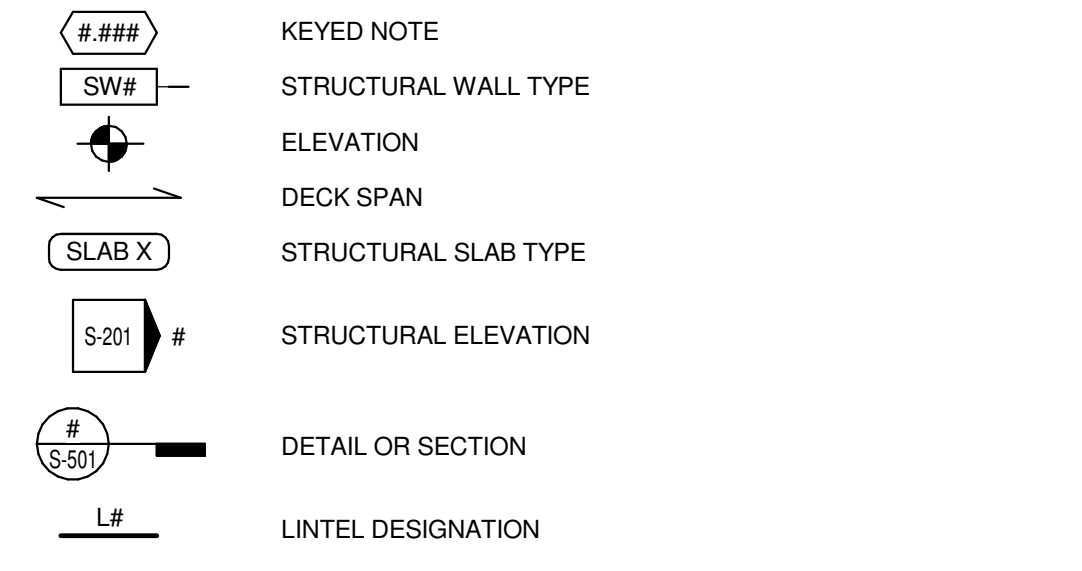 #.### KEYED NOTE
SW# STRUCTURAL WALL TYPE
ELEVATION
DECK SPAN
SLAB X STRUCTURAL SLAB TYPE
S-201 # STRUCTURAL ELEVATION
#
S-501 DETAIL OR SECTION
L# LINTEL DESIGNATION